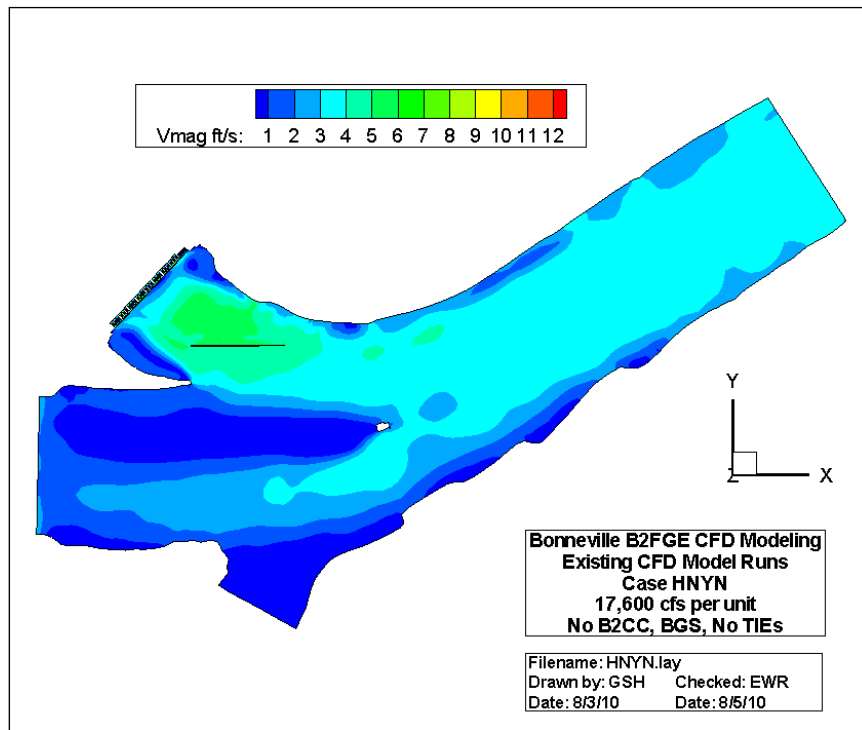 Vmag ft/s: 1 2 3 4 5 6 7 8 9 10 11 12
Y
Z X
Bonneville B2FGE CFD Modeling
Existing CFD Model Runs
Case HNYN
17,600 cfs per unit
No B2CC, BGS, No TIEs
Filename: HNYN.lay
Drawn by: GSH Checked: EWR
Date: 8/3/10 Date: 8/5/10